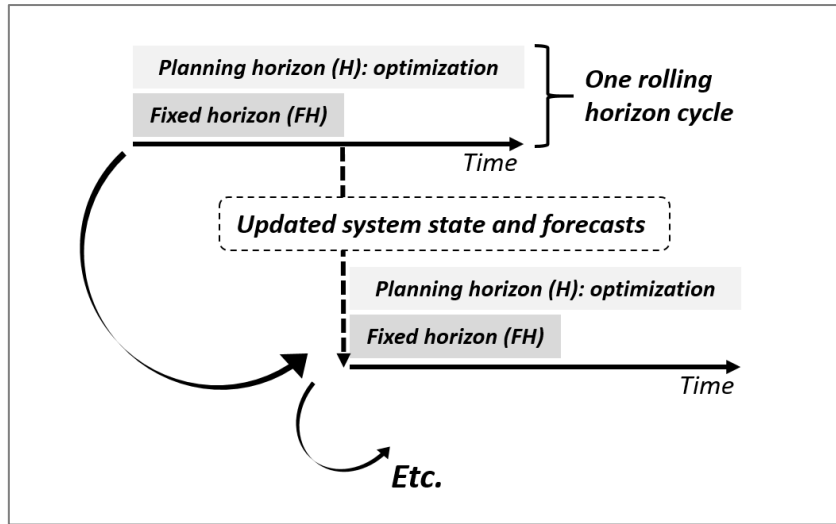 Planning horizon (H): optimization
One rolling
horizon cycle
Fixed horizon (FH)
Time
Updated system state and forecasts
Planning horizon (H): optimization
Fixed horizon (FH)
Time
Etc.